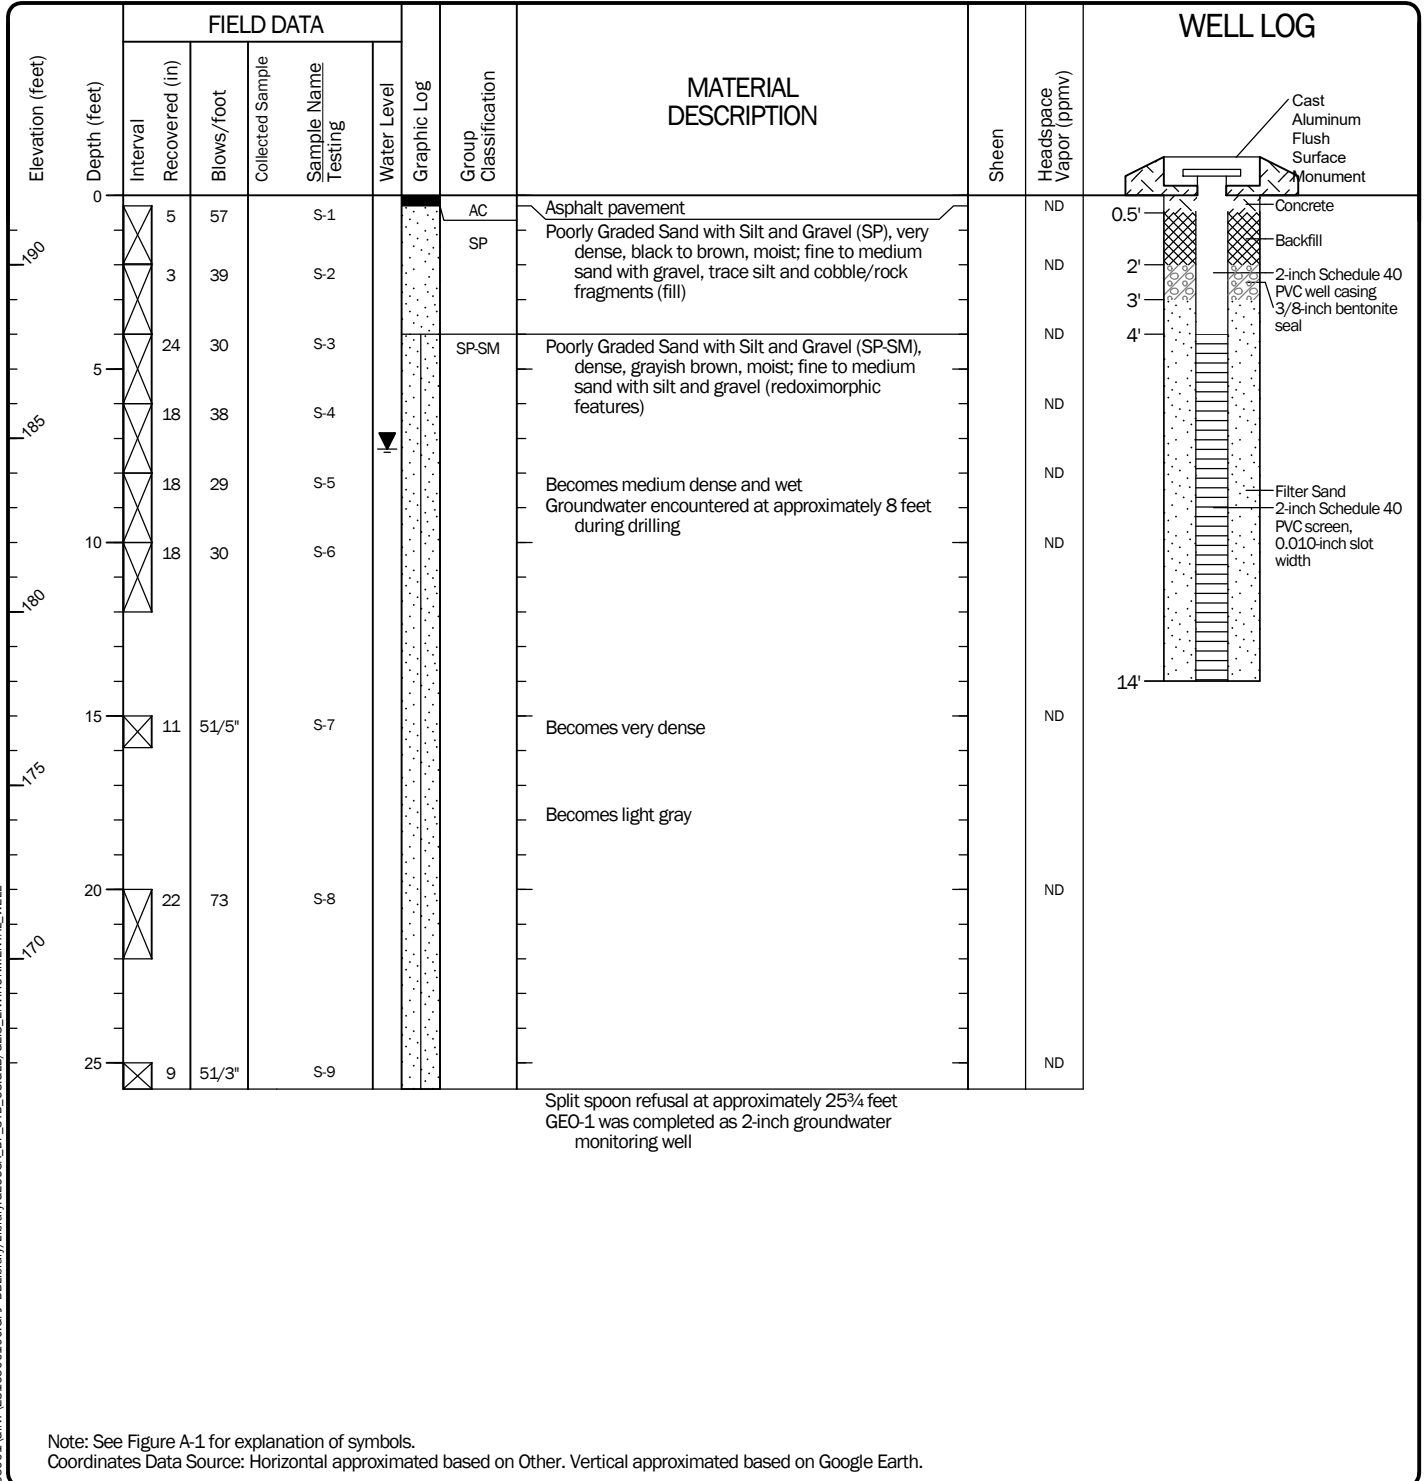 FIELD DATA
WELL LOG
Elevation (feet)
Depth (feet)
Interval
Recovered (in)
Blows/foot
Collected Sample
Sample Name
Testing
Water Level
Graphic Log
Group
Classification
MATERIAL
DESCRIPTION
Sheen
Headspace
Vapor (ppmv)
Cast
Aluminum
Flush
Surface
Monument
0
5 57 S-1 AC Asphalt pavement ND
0.5' Concrete
SP Poorly Graded Sand with Silt and Gravel (SP), very
dense, black to brown, moist; fine to medium
sand with gravel, trace silt and cobble/rock
fragments (fill)
Backfill
190
3 39 S-2 ND
2'
2-inch Schedule 40
PVC well casing
3'
3/8-inch bentonite
seal
24 30 S-3 ND
4'
SP-SM Poorly Graded Sand with Silt and Gravel (SP-SM),
dense, grayish brown, moist; fine to medium
sand with silt and gravel (redoximorphic
features)
5
18 38 S-4 ND
185
18 29 S-5 Becomes medium dense and wet ND
Groundwater encountered at approximately 8 feet
during drilling
Filter Sand
2-inch Schedule 40
PVC screen,
0.010-inch slot
width
10
18 30 S-6 ND
180
14'
15
11 51/5" S-7 Becomes very dense ND
175
Becomes light gray
20
22 73 S-8 ND
170
25
9 51/3" S-9 ND
Split spoon refusal at approximately 25¾ feet
GEO-1 was completed as 2-inch groundwater
monitoring well
Note: See Figure A-1 for explanation of symbols.
Coordinates Data Source: Horizontal approximated based on Other. Vertical approximated based on Google Earth.